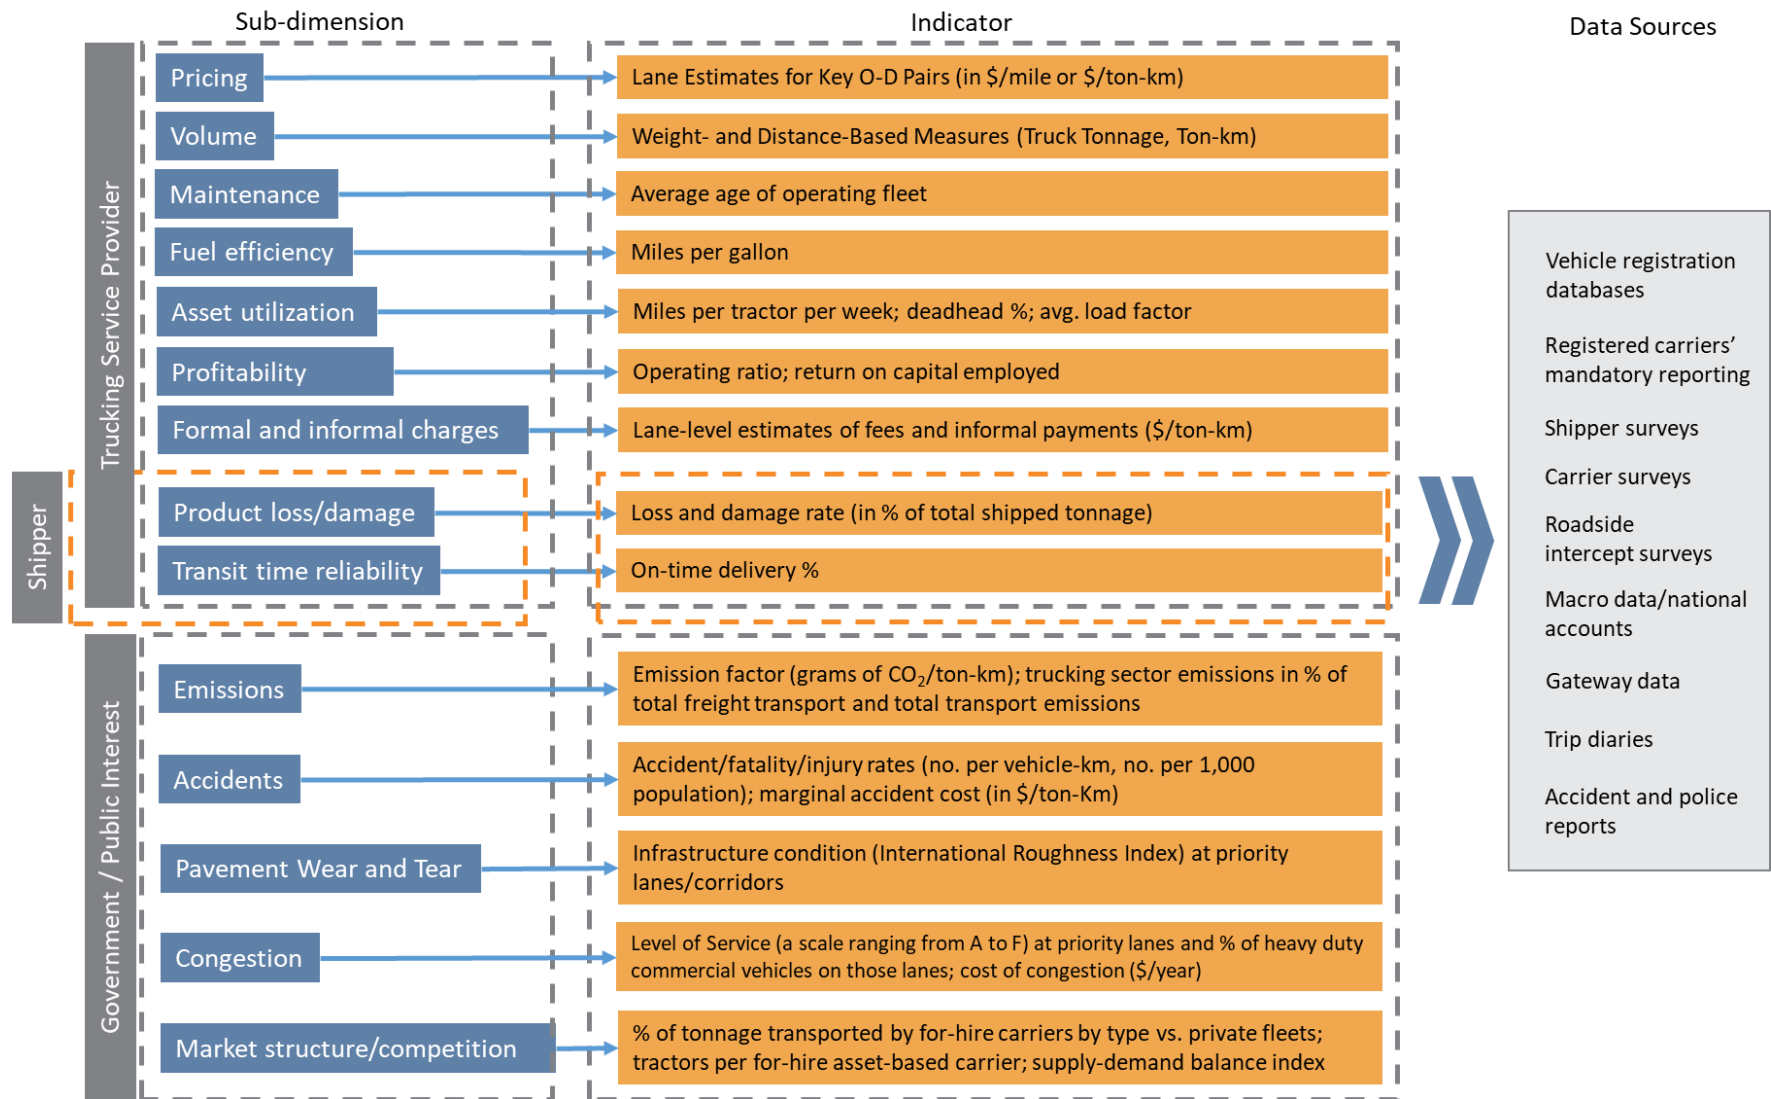 Sub-dimension
Indicator
Data Sources
Trucking Service Provider
Pricing
Lane Estimates for Key O-D Pairs (in $/mile or $/ton-km)
Volume
Weight- and Distance-Based Measures (Truck Tonnage, Ton-km)
Maintenance
Average age of operating fleet
Fuel efficiency
Miles per gallon
Asset utilization
Miles per tractor per week; deadhead %; avg. load factor
Profitability
Operating ratio; return on capital employed
Formal and informal charges
Lane-level estimates of fees and informal payments ($/ton-km)
Shipper
Product loss/damage
Loss and damage rate (in % of total shipped tonnage)
Transit time reliability
On-time delivery %
Government / Public Interest
Emissions
Emission factor (grams of CO₂/ton-km); trucking sector emissions in % of
total freight transport and total transport emissions
Accidents
Accident/fatality/injury rates (no. per vehicle-km, no. per 1,000
population); marginal accident cost (in $/ton-Km)
Pavement Wear and Tear
Infrastructure condition (International Roughness Index) at priority
lanes/corridors
Congestion
Level of Service (a scale ranging from A to F) at priority lanes and % of heavy duty
commercial vehicles on those lanes; cost of congestion ($/year)
Market structure/competition
% of tonnage transported by for-hire carriers by type vs. private fleets;
tractors per for-hire asset-based carrier; supply-demand balance index
Vehicle registration
databases
Registered carriers’
mandatory reporting
Shipper surveys
Carrier surveys
Roadside
intercept surveys
Macro data/national
accounts
Gateway data
Trip diaries
Accident and police
reports